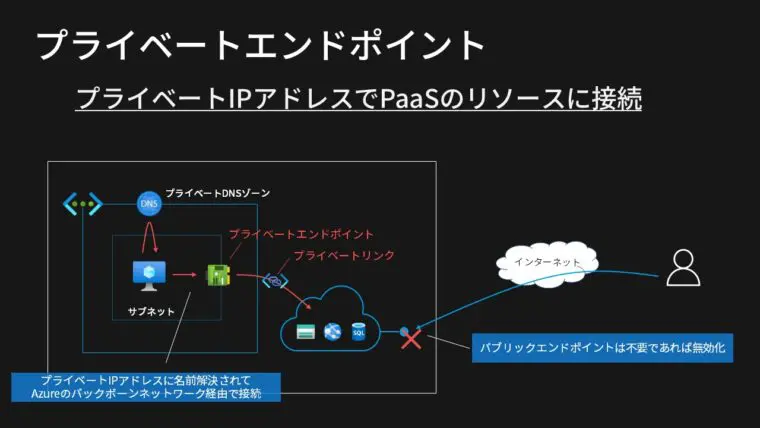 プライベートエンドポイント
プライベートIPアドレスでPaaSのリソースに接続
DNS
プライベートDNSゾーン
プライベートエンドポイント
プライベートリンク
サブネット
インターネット
SQL
パブリックエンドポイントは不要であれば無効化
プライベートIPアドレスに名前解決されて
Azureのバックボーンネットワーク経由で接続